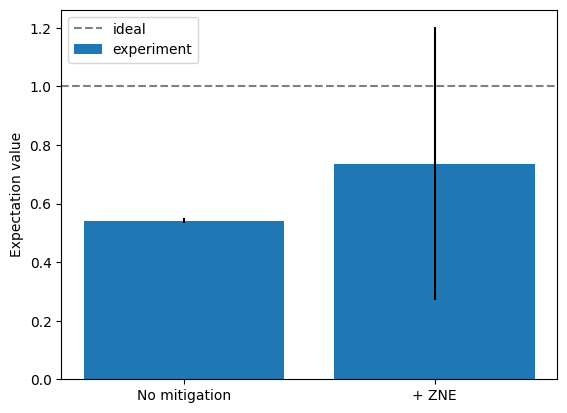 ideal
experiment
Expectation value
1.2
1.0
0.8
0.6
0.4
0.2
0.0
No mitigation
+ ZNE